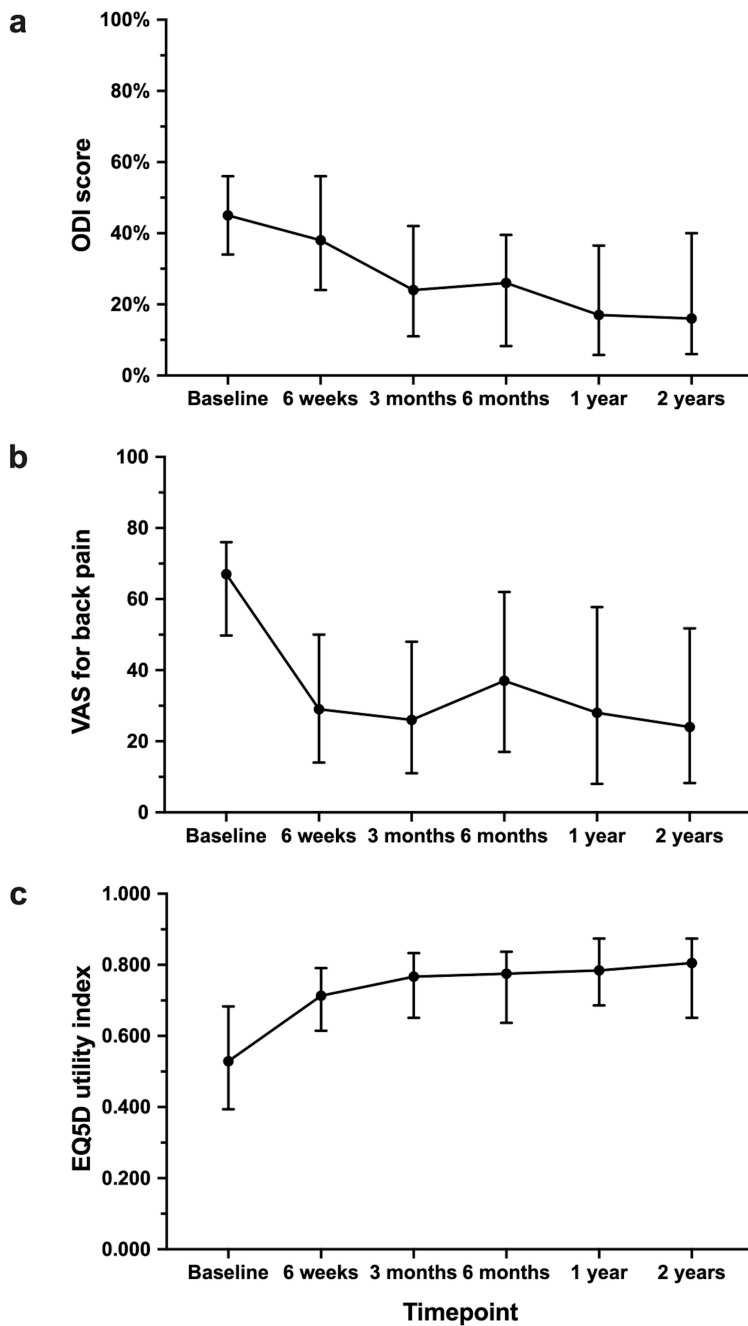 a
ODI score
100%
80%
60%
40%
20%
0%
Baseline 6 weeks 3 months 6 months 1 year 2 years
b
VAS for back pain
100
80
60
40
20
0
Baseline 6 weeks 3 months 6 months 1 year 2 years
c
EQ5D utility index
1.000
0.800
0.600
0.400
0.200
0.000
Baseline 6 weeks 3 months 6 months 1 year 2 years
Timepoint